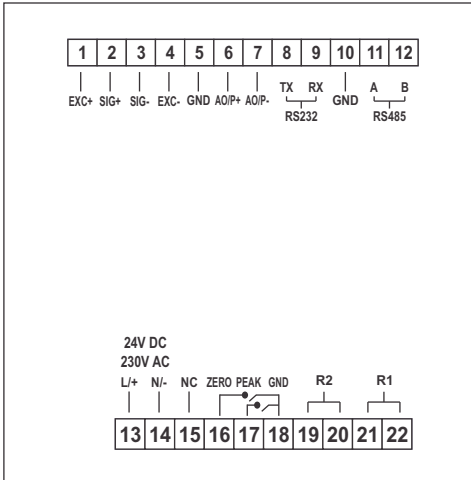 1 2 3 4 5 6 7 8 9 10 11 12
EXC+ SIG+ SIG- EXC- GND AO/P+ AO/P- TX RX GND A B
RS232 RS485
24V DC
230V AC
L/+ N/- NC ZERO PEAK GND R2 R1
13 14 15 16 17 18 19 20 21 22